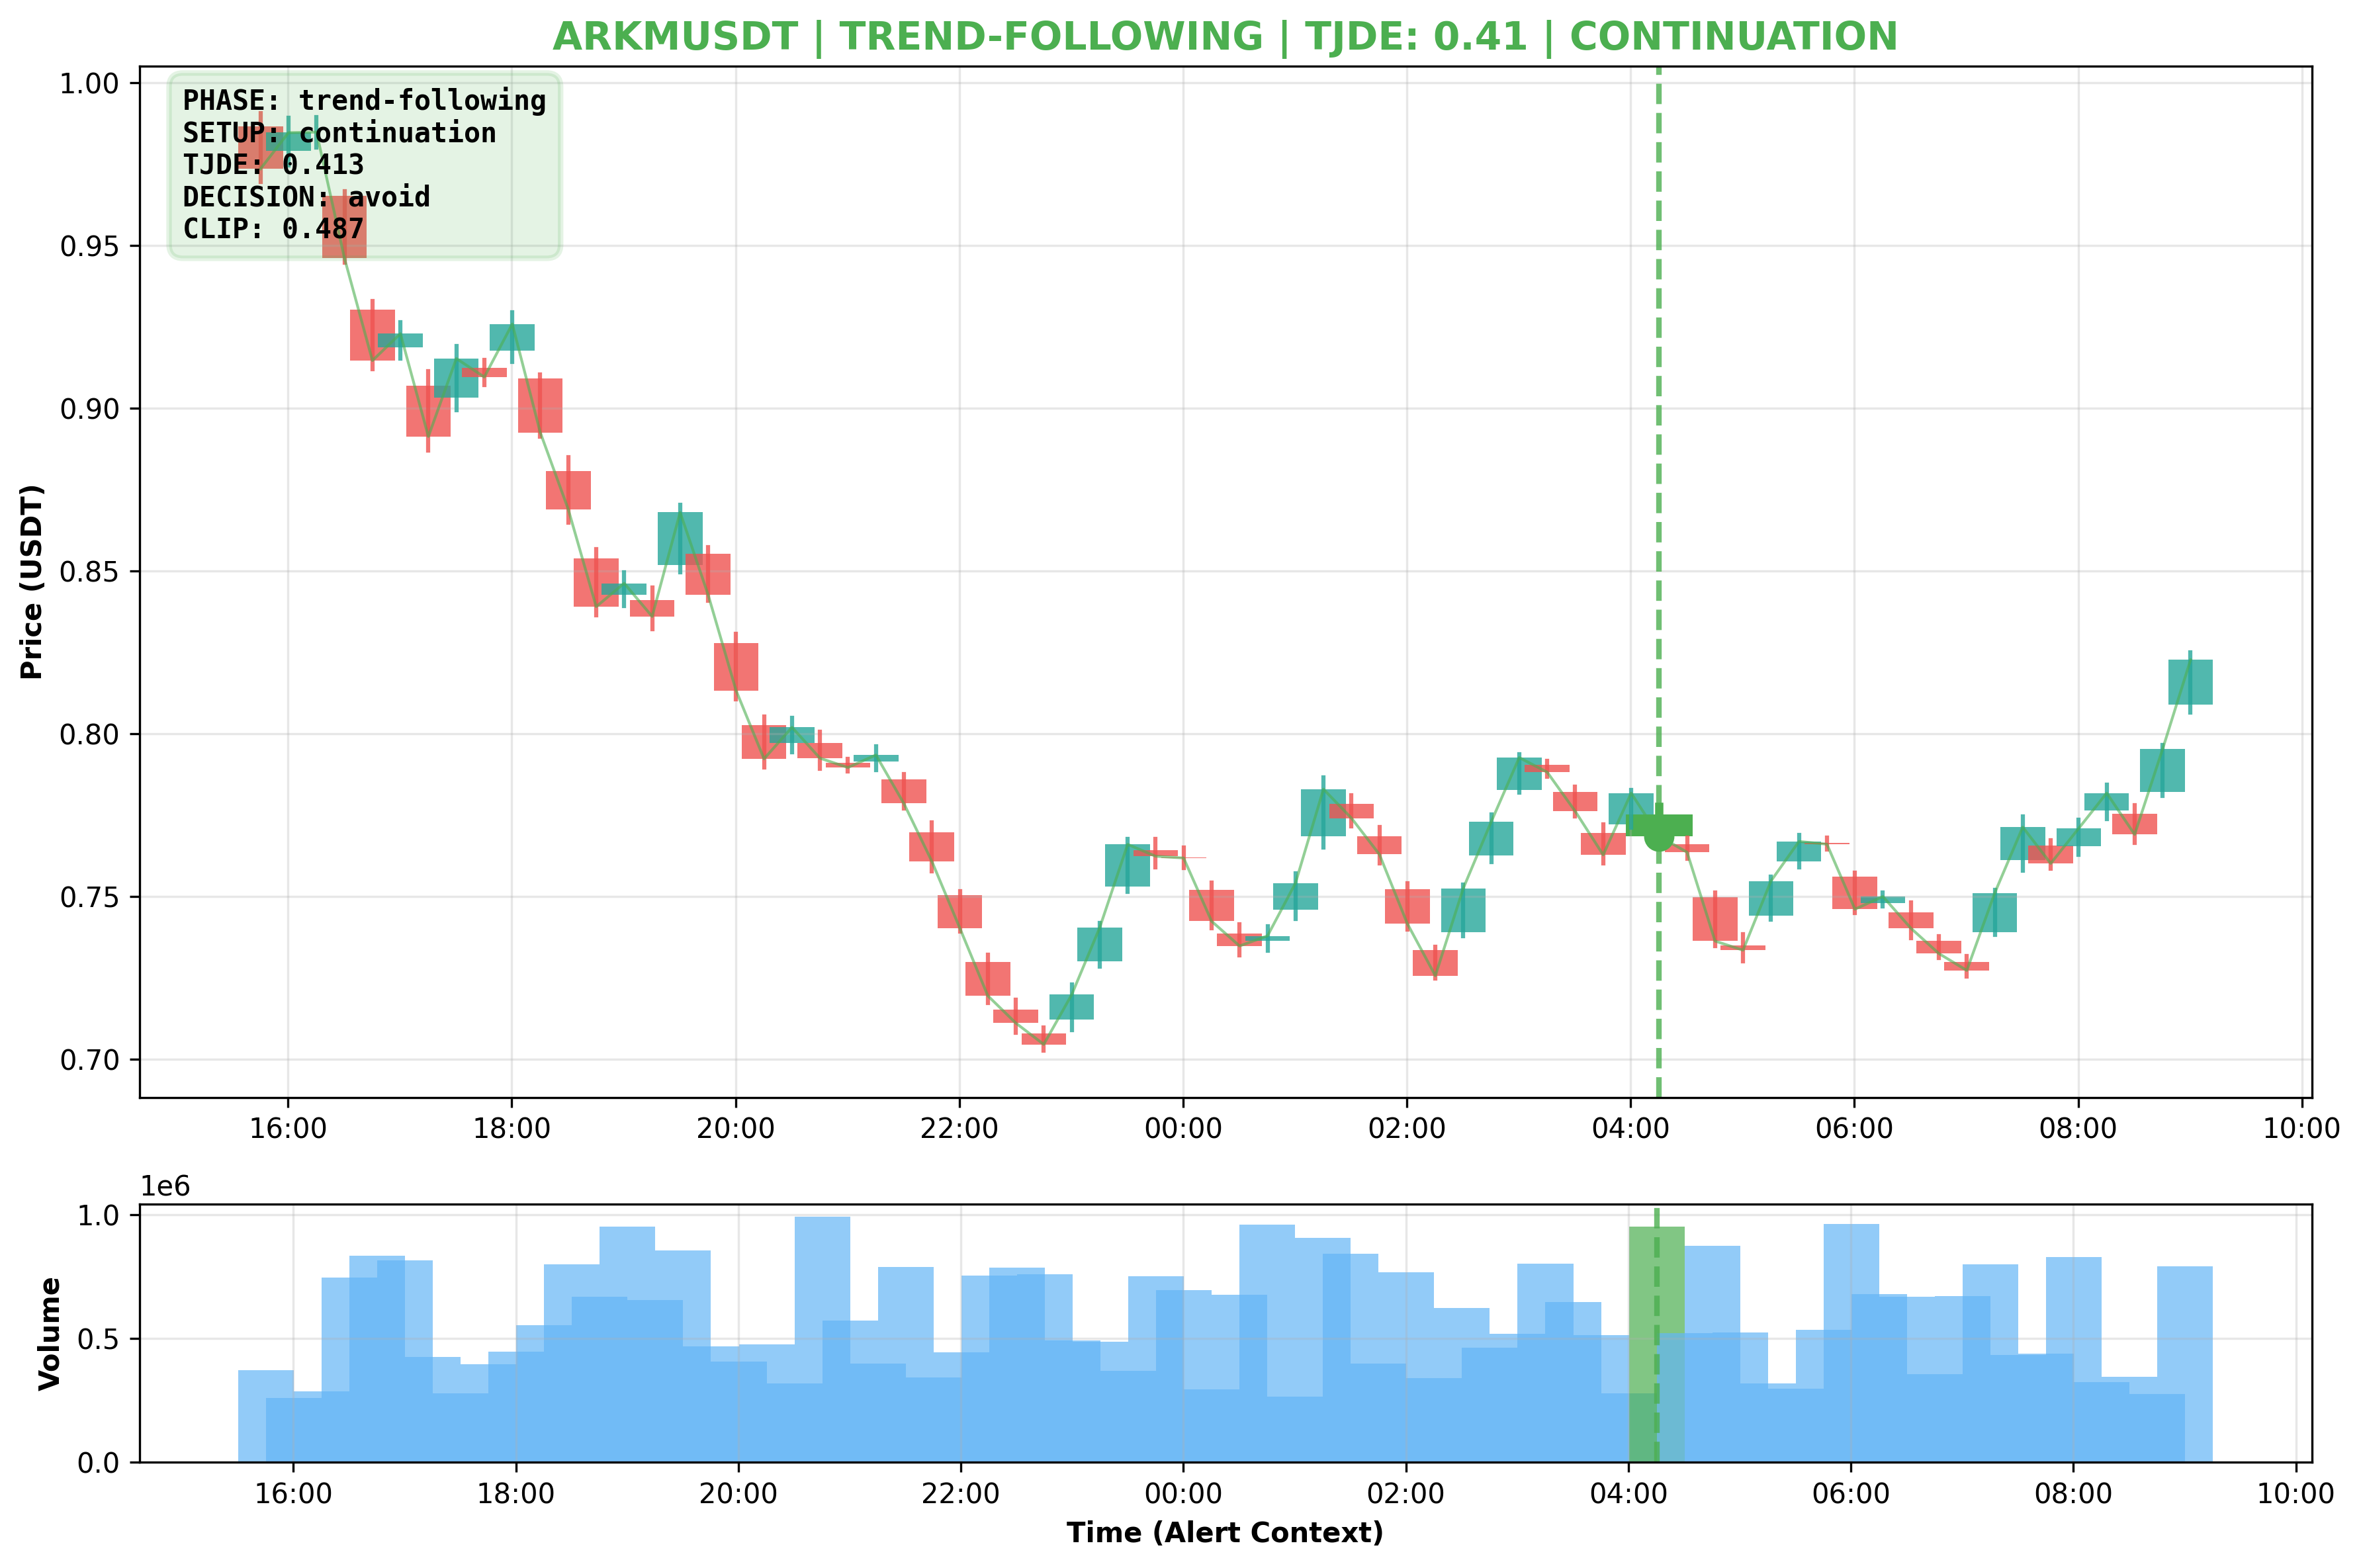 ARKMUSDT | TREND-FOLLOWING | TJDE: 0.41 | CONTINUATION
PHASE: trend-following
SETUP: continuation
TJDE: 0.413
DECISION: avoid
CLIP: 0.487
Price (USDT)
1.00
0.95
0.90
0.85
0.80
0.75
0.70
16:00 18:00 20:00 22:00 00:00 02:00 04:00 06:00 08:00 10:00
1e6
Volume
1.0
0.5
0.0
16:00 18:00 20:00 22:00 00:00 02:00 04:00 06:00 08:00 10:00
Time (Alert Context)